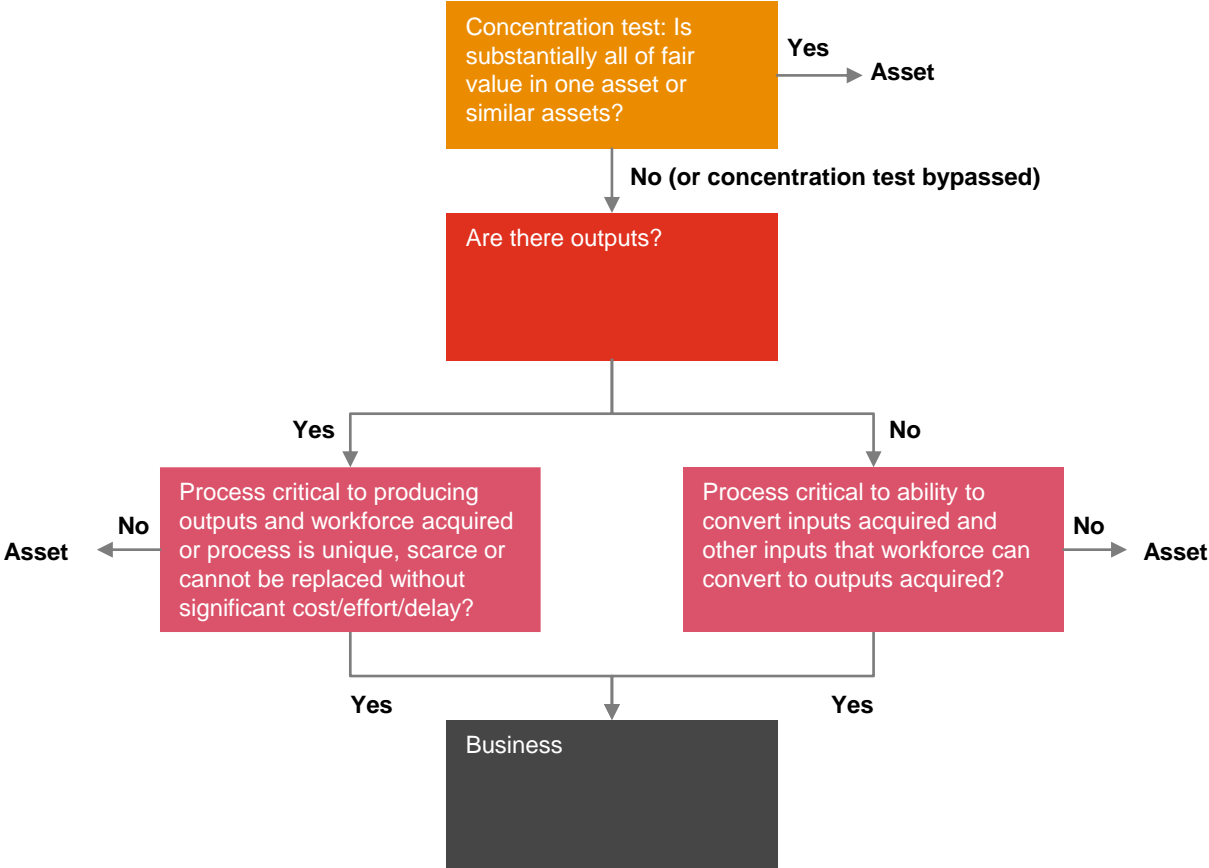 Concentration test: Is
substantially all of fair
value in one asset or
similar assets?
Yes
Asset
No (or concentration test bypassed)
Are there outputs?
Yes
No
Process critical to producing
outputs and workforce acquired
or process is unique, scarce or
cannot be replaced without
significant cost/effort/delay?
No
Asset
Process critical to ability to
convert inputs acquired and
other inputs that workforce can
convert to outputs acquired?
No
Asset
Yes
Yes
Business